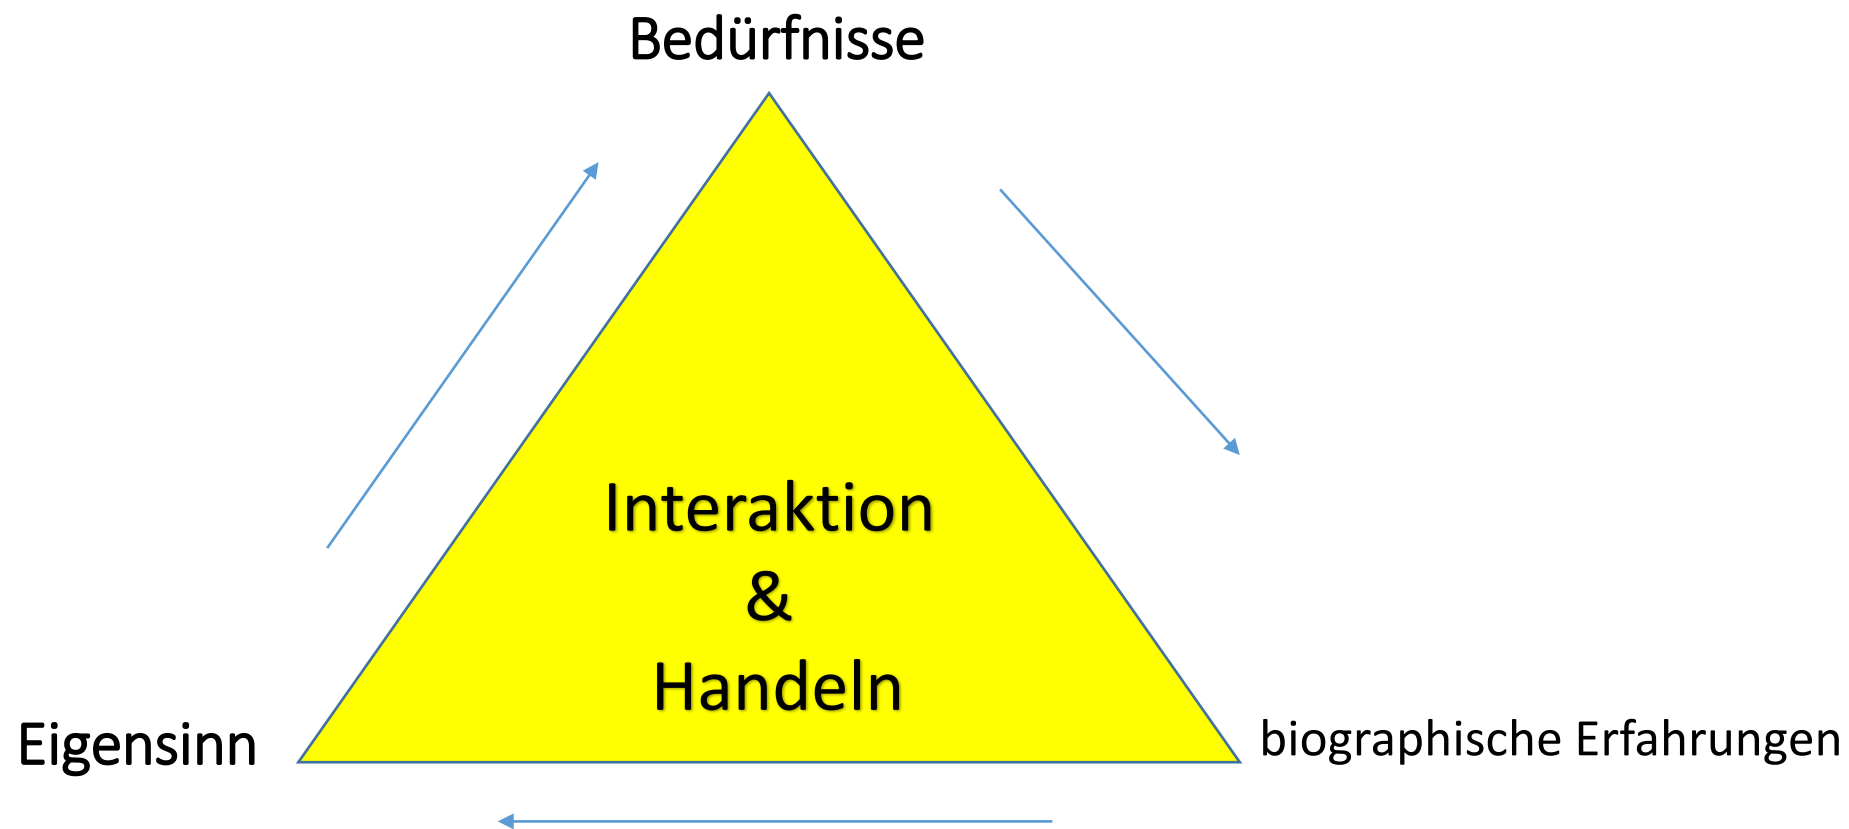 Bedürfnisse
Interaktion
&
Handeln
Eigensinn
biographische Erfahrungen